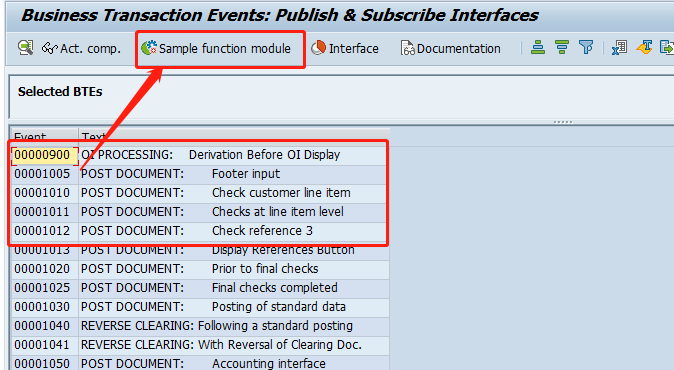 Business Transaction Events: Publish & Subscribe Interfaces
Act. comp. Sample function module Interface Documentation
Selected BTEs
Event Text
00000900 OI PROCESSING: Derivation Before OI Display
00001005 POST DOCUMENT: Footer input
00001010 POST DOCUMENT: Check customer line item
00001011 POST DOCUMENT: Checks at line item level
00001012 POST DOCUMENT: Check reference 3
00001013 POST DOCUMENT: Display References Button
00001020 POST DOCUMENT: Prior to final checks
00001025 POST DOCUMENT: Final checks completed
00001030 POST DOCUMENT: Posting of standard data
00001040 REVERSE CLEARING: Following a standard posting
00001041 REVERSE CLEARING: With Reversal of Clearing Doc.
00001050 POST DOCUMENT: Accounting interface